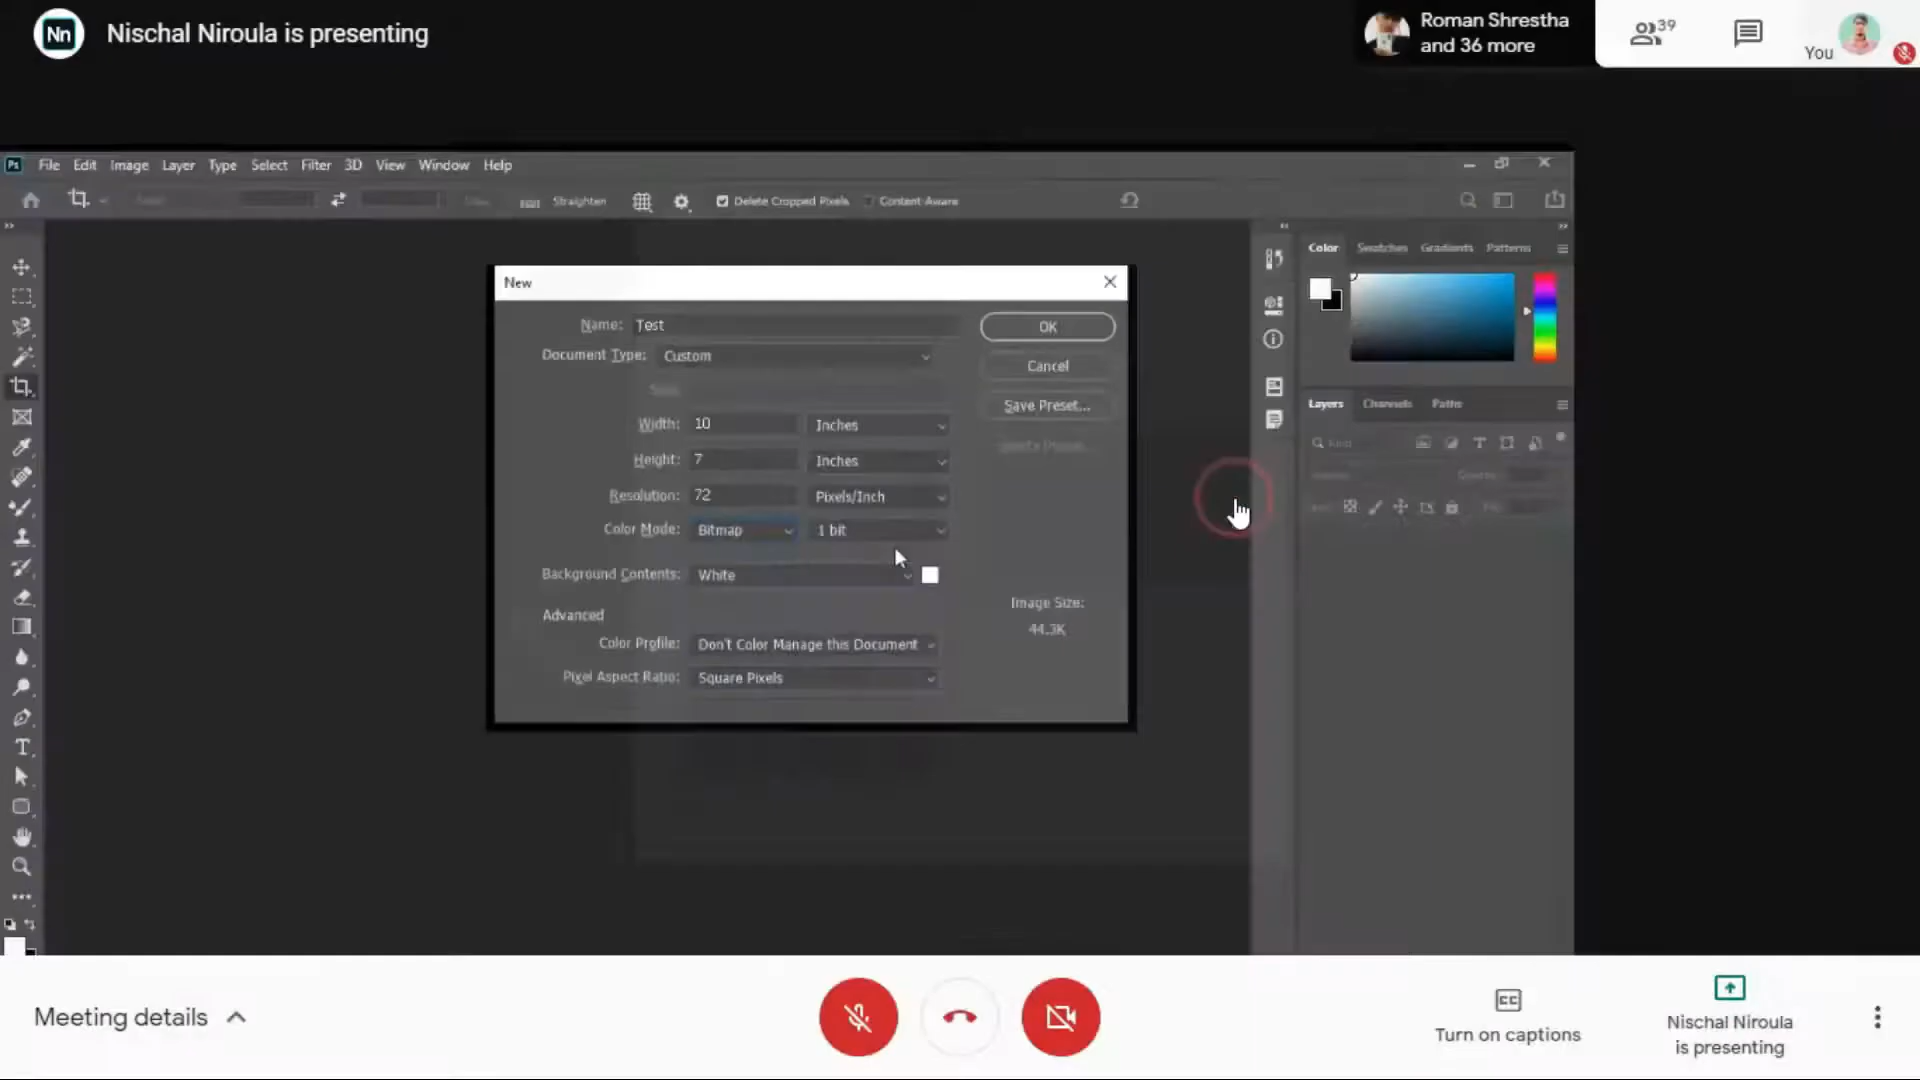 Nn
Nischal Niroula is presenting
Roman Shrestha
and 36 more
39
You
Ps File Edit Image Layer Type Select Filter 3D View Window Help
Straighten Delete Cropped Pixels Content-Aware
New
Name: Test
OK
Document Type: Custom
Cancel
Save Preset...
Width: 10 Inches
Height: 7 Inches
Resolution: 72 Pixels/Inch
Color Mode: Bitmap 1 bit
Background Contents: White
Image Size:
44.3K
Advanced
Color Profile: Don't Color Manage this Document
Pixel Aspect Ratio: Square Pixels
Color Swatches Gradients Patterns
Layers Channels Paths
Kind
Meeting details
CC
Turn on captions
Nischal Niroula
is presenting